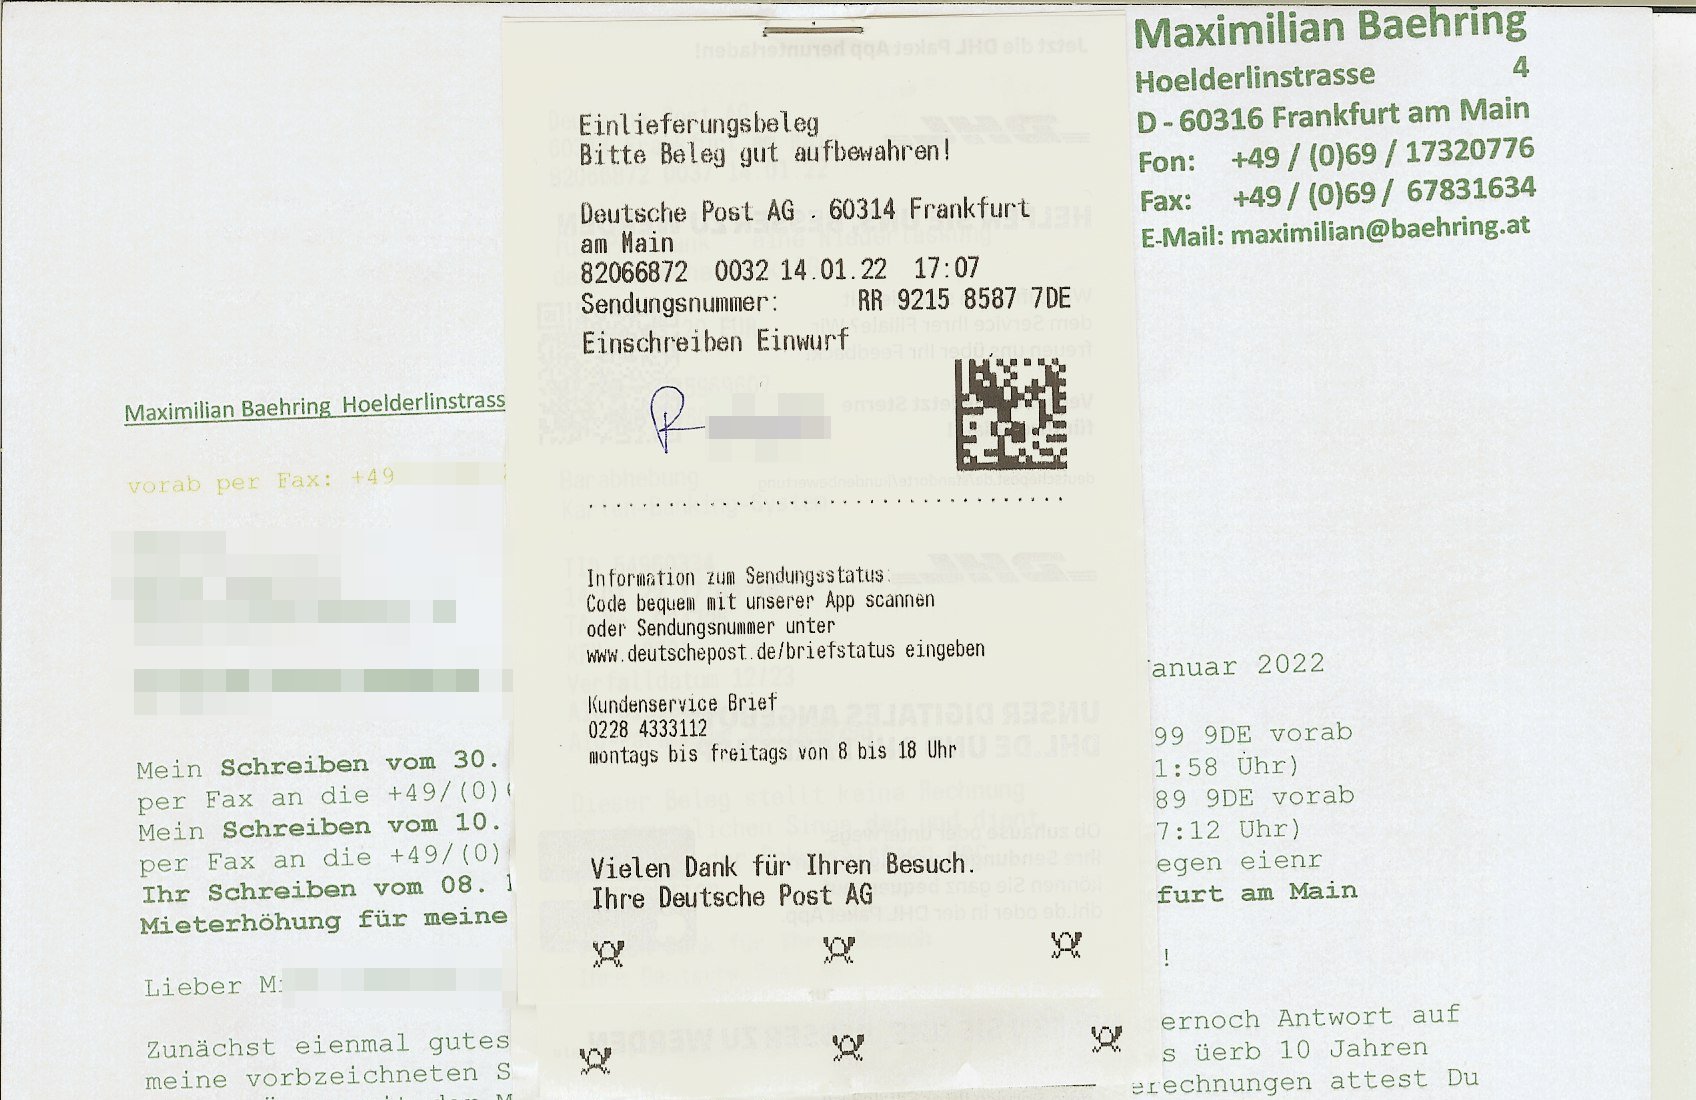 Maximilian Baehring
Hoelderlinstrasse 4
D - 60316 Frankfurt am Main
Fon: +49 / (0)69 / 17320776
Fax: +49 / (0)69 / 67831634
E-Mail: maximilian@baehring.at
Einlieferungsbeleg
Bitte Beleg gut aufbewahren!
Deutsche Post AG . 60314 Frankfurt
am Main
82066872 0032 14.01.22 17:07
Sendungsnummer: RR 9215 8587 7DE
Einschreiben Einwurf
Information zum Sendungsstatus:
Code bequem mit unserer App scannen
oder Sendungsnummer unter
www.deutschepost.de/briefstatus eingeben
Kundenservice Brief
0228 4333112
montags bis freitags von 8 bis 18 Uhr
Vielen Dank für Ihren Besuch.
Ihre Deutsche Post AG
Maximilian Baehring Hoelderlinstrass
vorab per Fax: +49
anuar 2022
Mein Schreiben vom 30. 99 9DE vorab
per Fax an die +49/(0) 1:58 Uhr)
Mein Schreiben vom 10. 89 9DE vorab
per Fax an die +49/(0) 7:12 Uhr)
Ihr Schreiben vom 08. egen eienr
Mieterhöhung für meine furt am Main
Lieber M !
Zunächst eienmal gutes ernoch Antwort auf
meine vorbzeichneten S s üerb 10 Jahren
erechnungen attest Du